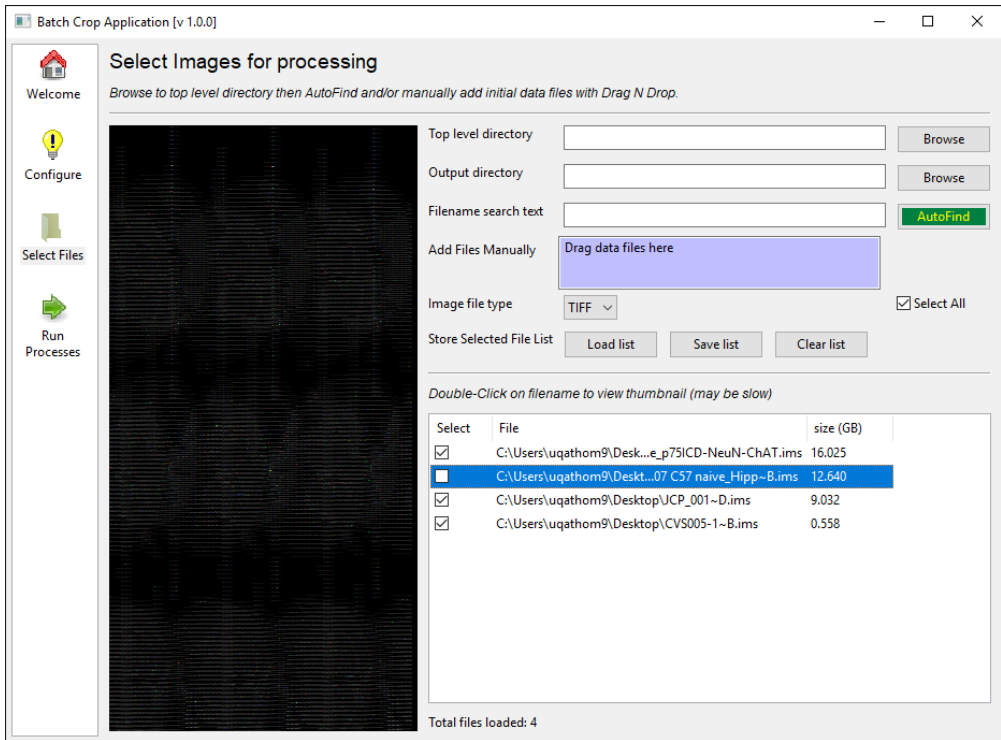 Batch Crop Application [v 1.0.0]
Welcome
Configure
Select Files
Run
Processes
Select Images for processing
Browse to top level directory then AutoFind and/or manually add initial data files with Drag N Drop.
Top level directory
Browse
Output directory
Browse
Filename search text
AutoFind
Add Files Manually
Drag data files here
Image file type
TIFF
Select All
Store Selected File List
Load list
Save list
Clear list
Double-Click on filename to view thumbnail (may be slow)
Select File size (GB)
C:\Users\uqathom9\Desk...e_p75ICD-NeuN-ChAT.ims 16.025
C:\Users\uqathom9\Deskt...07 C57 naive_Hipp~B.ims 12.640
C:\Users\uqathom9\Desktop\JCP_001~D.ims 9.032
C:\Users\uqathom9\Desktop\CVS005-1~B.ims 0.558
Total files loaded: 4